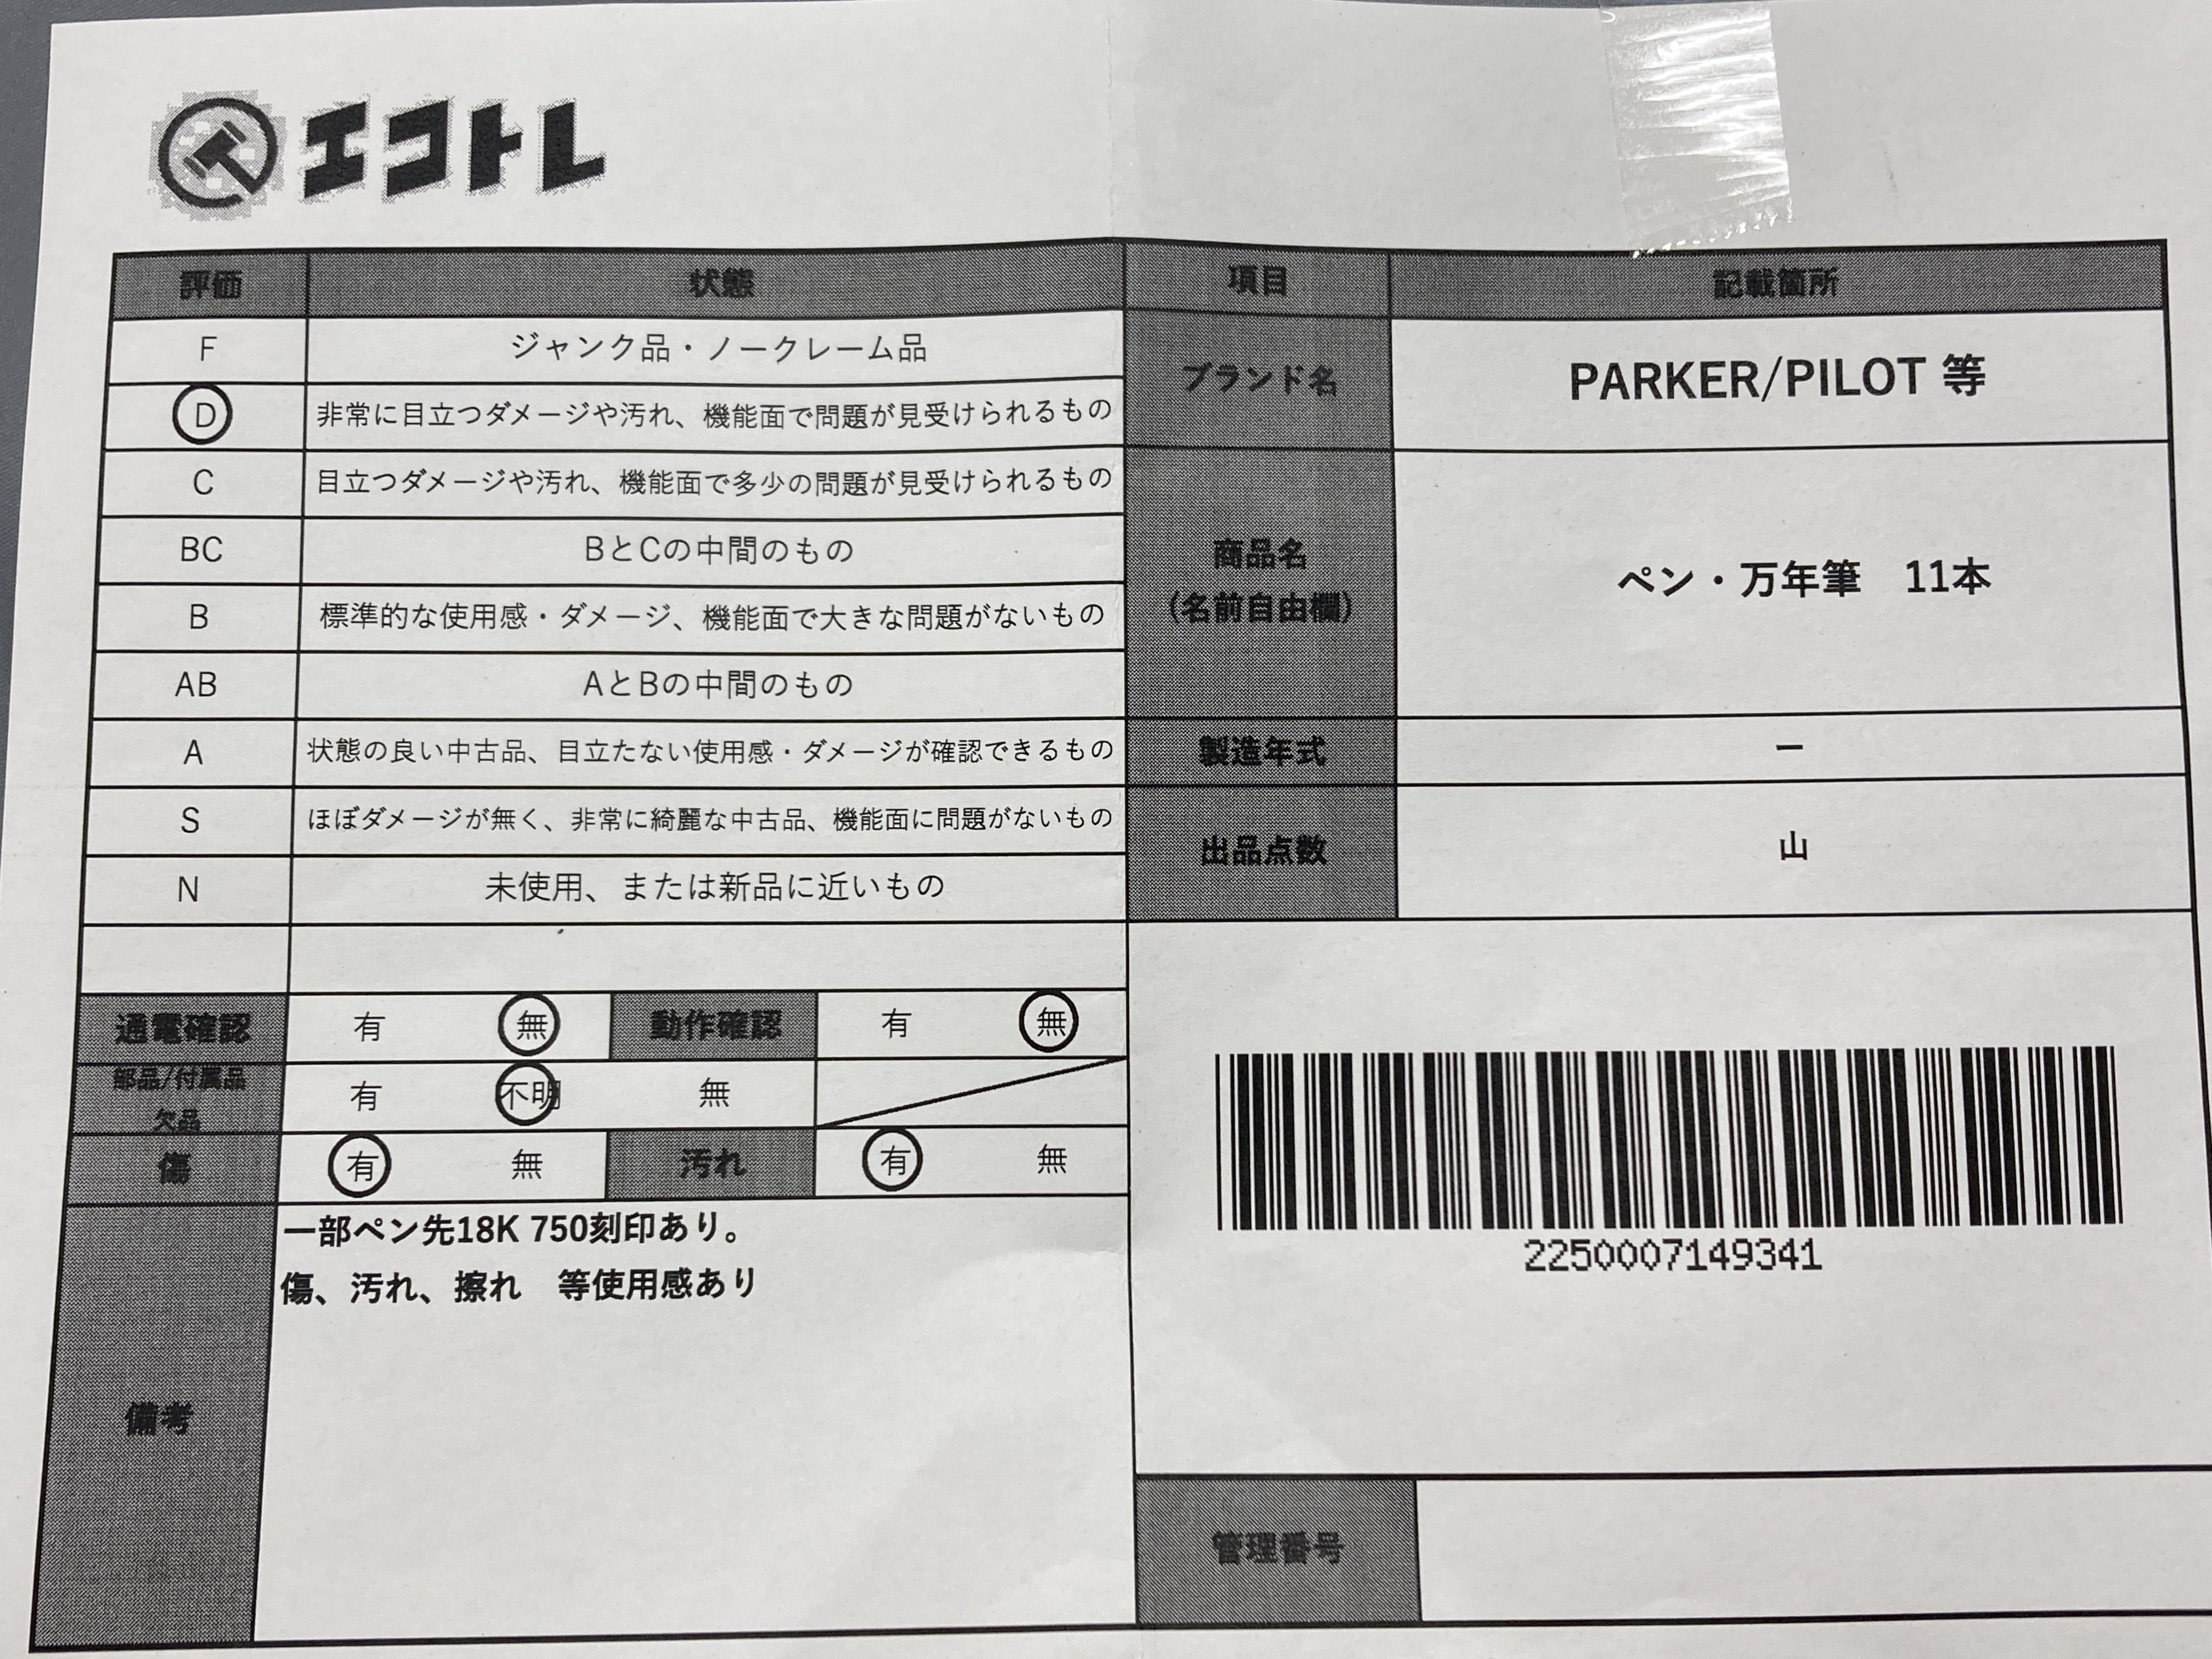 エコトレ
評価 状態 項目 記載箇所
F ジャンク品・ノークレーム品
D 非常に目立つダメージや汚れ、機能面で問題が見受けられるもの
ブランド名 PARKER/PILOT 等
C 目立つダメージや汚れ、機能面で多少の問題が見受けられるもの
BC BとCの中間のもの
B 標準的な使用感・ダメージ、機能面で大きな問題がないもの
商品名
(名前自由欄)
ペン・万年筆　11本
AB AとBの中間のもの
A 状態の良い中古品、目立たない使用感・ダメージが確認できるもの
製造年式 ー
S ほぼダメージが無く、非常に綺麗な中古品、機能面に問題がないもの
出品点数 山
N 未使用、または新品に近いもの
通電確認 有 無 動作確認 有 無
部品/付属品
欠品
有 不明 無
傷 有 無 汚れ 有 無
備考
一部ペン先18K 750刻印あり。
傷、汚れ、擦れ　等使用感あり
2250007149341
管理番号